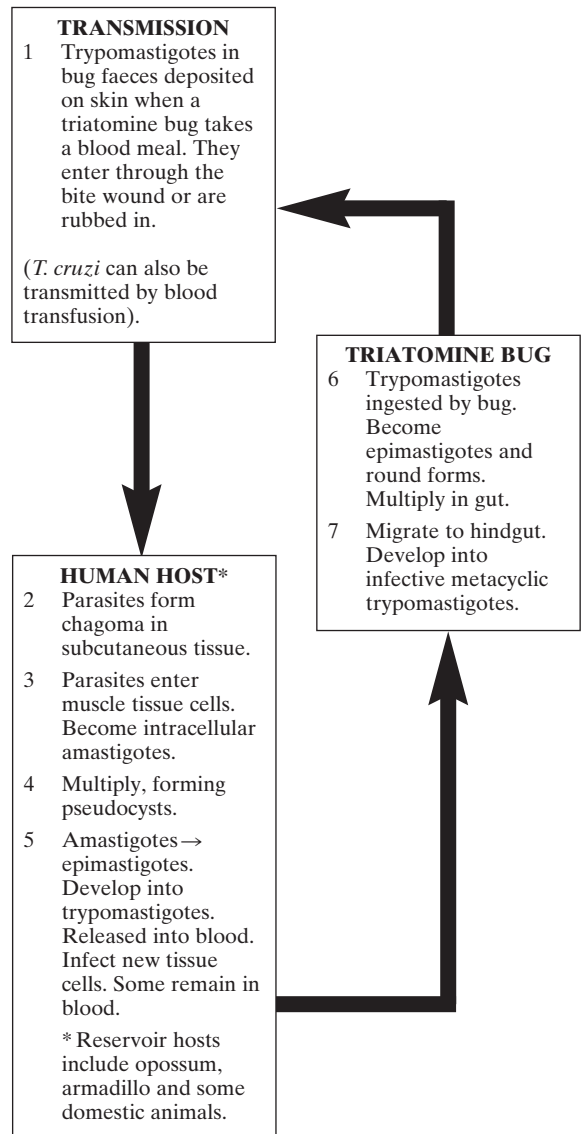 TRANSMISSION
1 Trypomastigotes in
bug faeces deposited
on skin when a
triatomine bug takes
a blood meal. They
enter through the
bite wound or are
rubbed in.
(T. cruzi can also be
transmitted by blood
transfusion).
HUMAN HOST*
2 Parasites form
chagoma in
subcutaneous tissue.
3 Parasites enter
muscle tissue cells.
Become intracellular
amastigotes.
4 Multiply, forming
pseudocysts.
5 Amastigotes→
epimastigotes.
Develop into
trypomastigotes.
Released into blood.
Infect new tissue
cells. Some remain in
blood.
* Reservoir hosts
include opossum,
armadillo and some
domestic animals.
TRIATOMINE BUG
6 Trypomastigotes
ingested by bug.
Become
epimastigotes and
round forms.
Multiply in gut.
7 Migrate to hindgut.
Develop into
infective metacyclic
trypomastigotes.